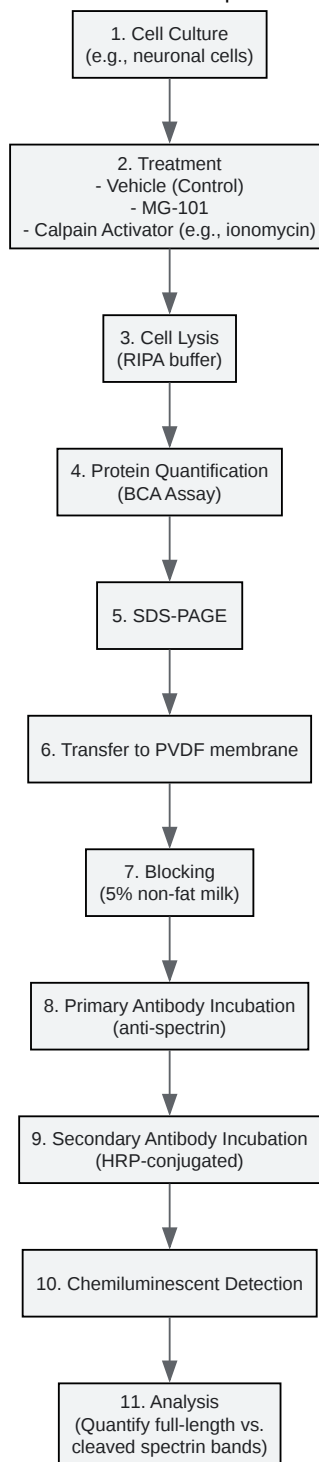 1. Cell Culture
(e.g., neuronal cells)
2. Treatment
- Vehicle (Control)
- MG-101
- Calpain Activator (e.g., ionomycin)
3. Cell Lysis
(RIPA buffer)
4. Protein Quantification
(BCA Assay)
5. SDS-PAGE
6. Transfer to PVDF membrane
7. Blocking
(5% non-fat milk)
8. Primary Antibody Incubation
(anti-spectrin)
9. Secondary Antibody Incubation
(HRP-conjugated)
10. Chemiluminescent Detection
11. Analysis
(Quantify full-length vs.
cleaved spectrin bands)